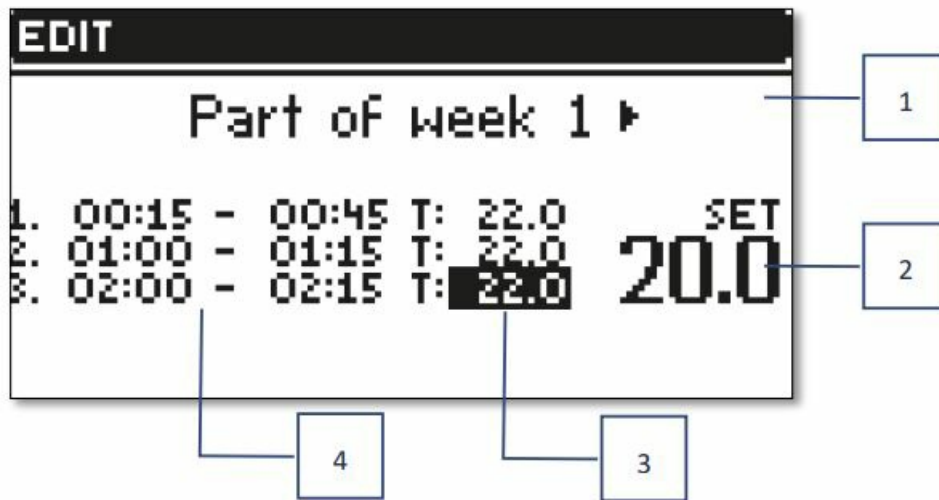 EDIT
Part of week 1
1. 00:15 - 00:45 T: 22.0
2. 01:00 - 01:15 T: 22.0
3. 02:00 - 02:15 T: 22.0
SET
20.0
1
2
3
4